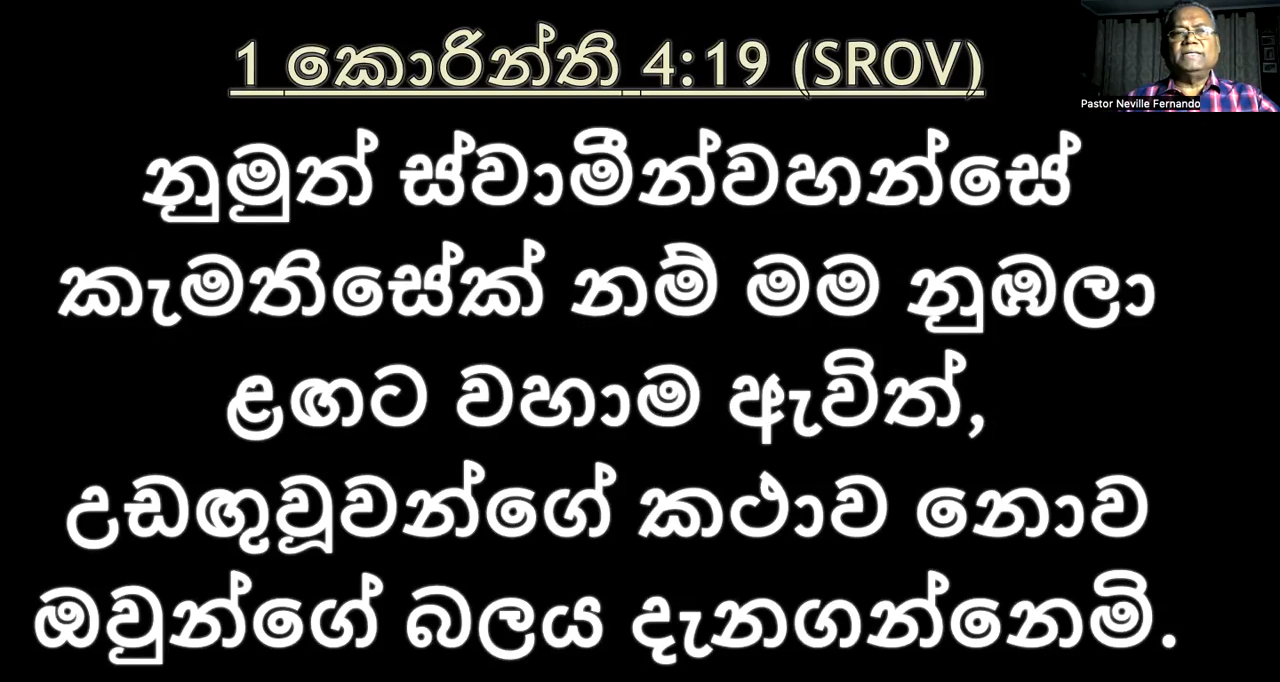 1 කොරින්ති 4:19 (SROV)
Pastor Neville Fernando
නුමුත් ස්වාමීන්වහන්සේ
කැමතිසේක් නම් මම නුඹලා
ළඟට වහාම ඇවිත්,
උඩඟුවූවන්ගේ කථාව නොව
ඔවුන්ගේ බලය දැනගන්නෙමි.